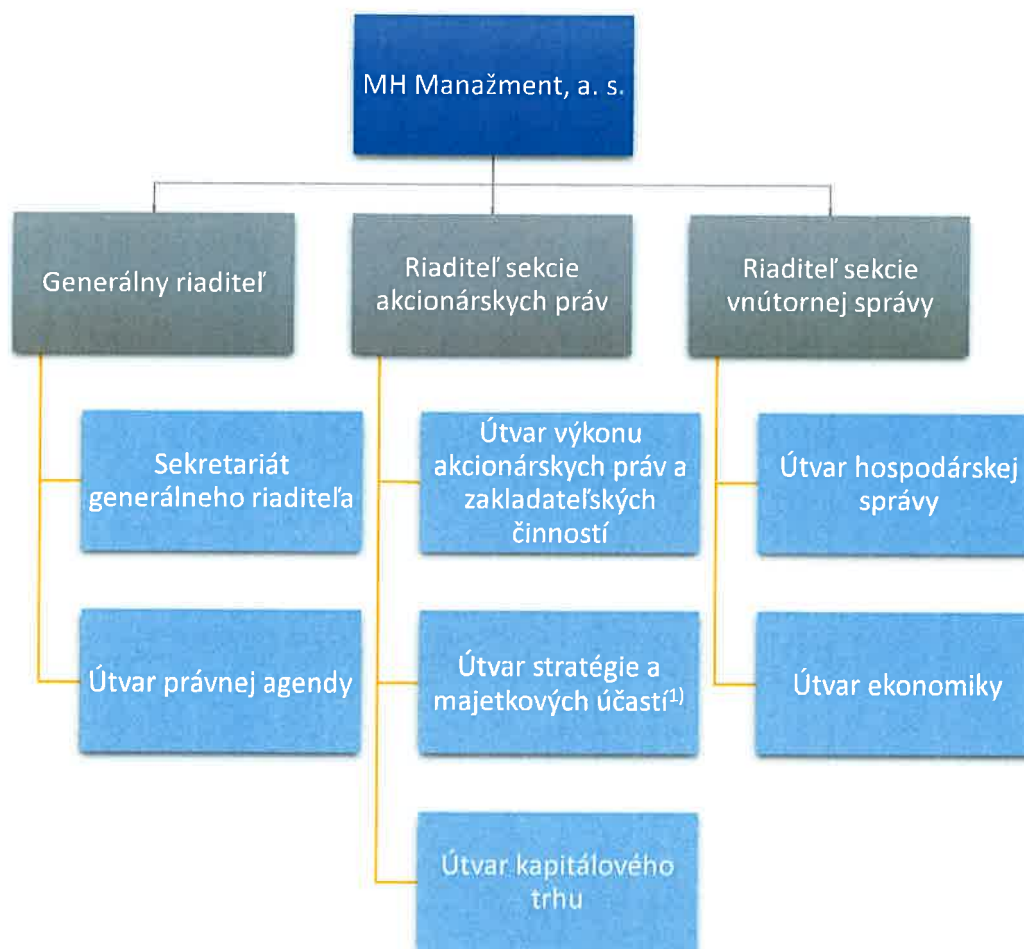 MH Manažment, a. s.
Generálny riaditeľ
Riaditeľ sekcie
akcionárskych práv
Riaditeľ sekcie
vnútornej správy
Sekretariát
generálneho riaditeľa
Útvar výkonu
akcionárskych práv a
zakladateľských
činností
Útvar hospodárskej
správy
Útvar právnej agendy
Útvar stratégie a
majetkových účastí¹⁾
Útvar ekonomiky
Útvar kapitálového
trhu